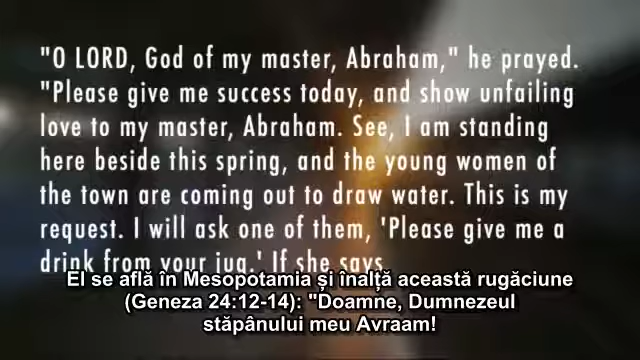 "O LORD, God of my master, Abraham," he prayed.
"Please give me success today, and show unfailing
love to my master, Abraham. See, I am standing
here beside this spring, and the young women of
the town are coming out to draw water. This is my
request. I will ask one of them, 'Please give me a
drink from your jug.' If she says
El se află în Mesopotamia și înalță această rugăciune
(Geneza 24:12-14): "Doamne, Dumnezeul
stăpânului meu Avraam!